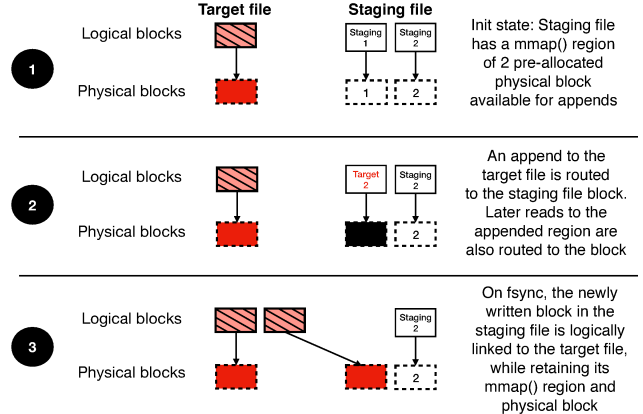 Target file
Staging file
Logical blocks
Staging
1
Staging
2
Physical blocks
1
2
1
Init state: Staging file
has a mmap() region
of 2 pre-allocated
physical block
available for appends
Logical blocks
Target
2
Staging
2
Physical blocks
2
2
An append to the
target file is routed
to the staging file block.
Later reads to the
appended region are
also routed to the block
Logical blocks
Staging
2
Physical blocks
2
3
On fsync, the newly
written block in the
staging file is logically
linked to the target file,
while retaining its
mmap() region and
physical block